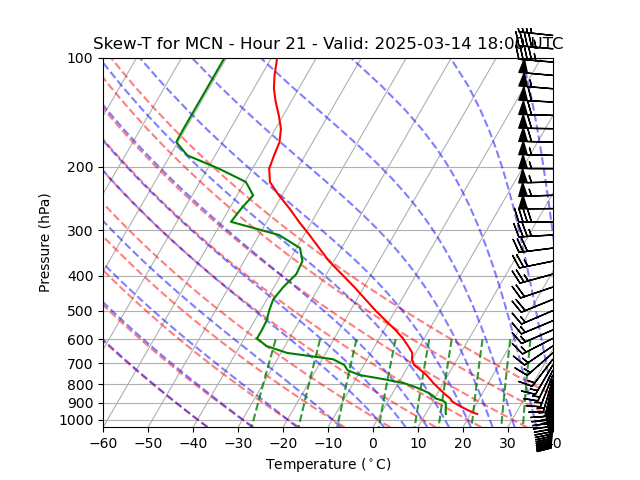 Skew-T for MCN - Hour 21 - Valid: 2025-03-14 18:00 UTC
100
200
300
400
500
600
700
800
900
1000
Pressure (hPa)
−60 −50 −40 −30 −20 −10 0 10 20 30 40
Temperature (°C)